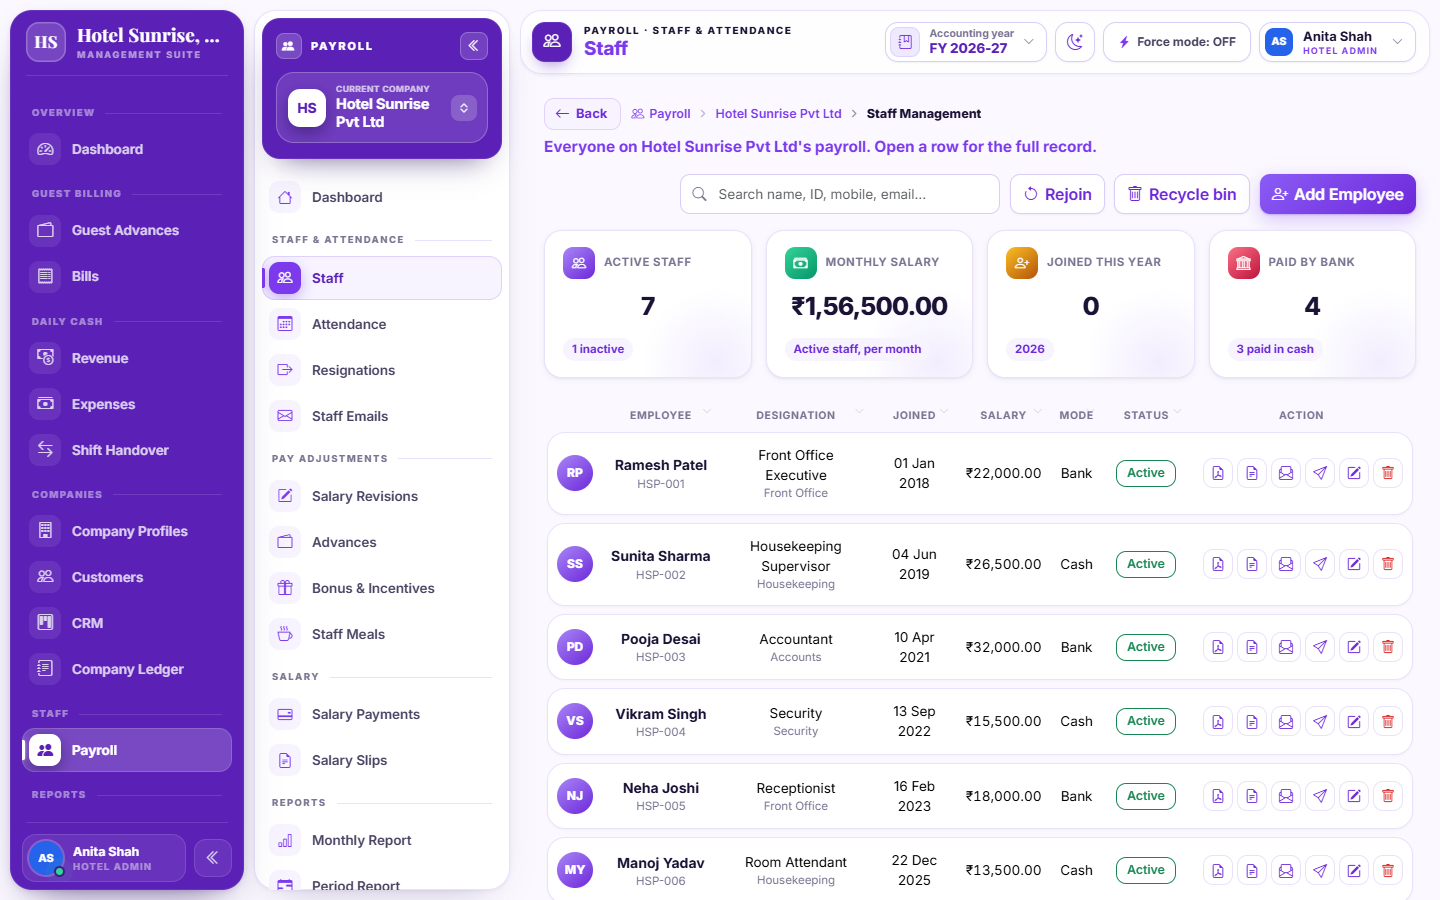 HS
Hotel Sunrise, ...
MANAGEMENT SUITE
OVERVIEW
Dashboard
GUEST BILLING
Guest Advances
Bills
DAILY CASH
Revenue
Expenses
Shift Handover
COMPANIES
Company Profiles
Customers
CRM
Company Ledger
STAFF
Payroll
REPORTS
AS
Anita Shah
HOTEL ADMIN
PAYROLL
HS
CURRENT COMPANY
Hotel Sunrise
Pvt Ltd
Dashboard
STAFF & ATTENDANCE
Staff
Attendance
Resignations
Staff Emails
PAY ADJUSTMENTS
Salary Revisions
Advances
Bonus & Incentives
Staff Meals
SALARY
Salary Payments
Salary Slips
REPORTS
Monthly Report
Period Report
PAYROLL · STAFF & ATTENDANCE
Staff
Accounting year
FY 2026-27
Force mode: OFF
AS
Anita Shah
HOTEL ADMIN
Back
Payroll
Hotel Sunrise Pvt Ltd
Staff Management
Everyone on Hotel Sunrise Pvt Ltd's payroll. Open a row for the full record.
Search name, ID, mobile, email...
Rejoin
Recycle bin
Add Employee
ACTIVE STAFF
7
1 inactive
MONTHLY SALARY
₹1,56,500.00
Active staff, per month
JOINED THIS YEAR
0
2026
PAID BY BANK
4
3 paid in cash
EMPLOYEE DESIGNATION JOINED SALARY MODE STATUS ACTION
RP
Ramesh Patel
HSP-001
Front Office
Executive
Front Office
01 Jan
2018
₹22,000.00
Bank
Active
SS
Sunita Sharma
HSP-002
Housekeeping
Supervisor
Housekeeping
04 Jun
2019
₹26,500.00
Cash
Active
PD
Pooja Desai
HSP-003
Accountant
Accounts
10 Apr
2021
₹32,000.00
Bank
Active
VS
Vikram Singh
HSP-004
Security
Security
13 Sep
2022
₹15,500.00
Cash
Active
NJ
Neha Joshi
HSP-005
Receptionist
Front Office
16 Feb
2023
₹18,000.00
Bank
Active
MY
Manoj Yadav
HSP-006
Room Attendant
Housekeeping
22 Dec
2025
₹13,500.00
Cash
Active